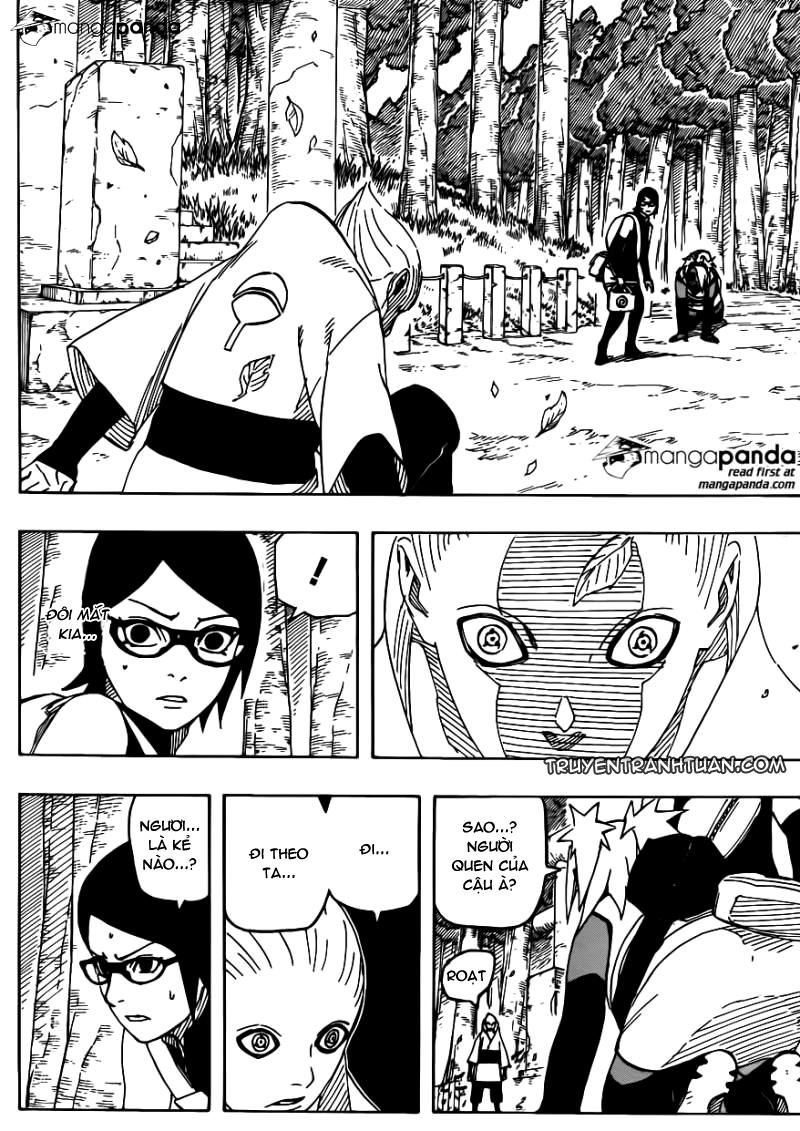 mangapanda
mangapanda
read first at
mangapanda.com
!
ĐÔI MẮT
KIA...
TRUYENTRANHTUAN.COM
SAO...?
NGƯỜI
QUEN CỦA
CẬU À?
ROẠT
ĐI...
ĐI THEO
TA...
NGƯƠI...
LÀ KẺ
NÀO...?